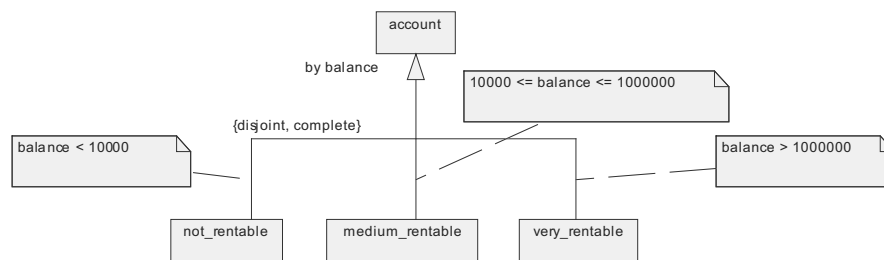 account
by balance
10000 <= balance <= 1000000
{disjoint, complete}
balance < 10000
balance > 1000000
not_rentable
medium_rentable
very_rentable